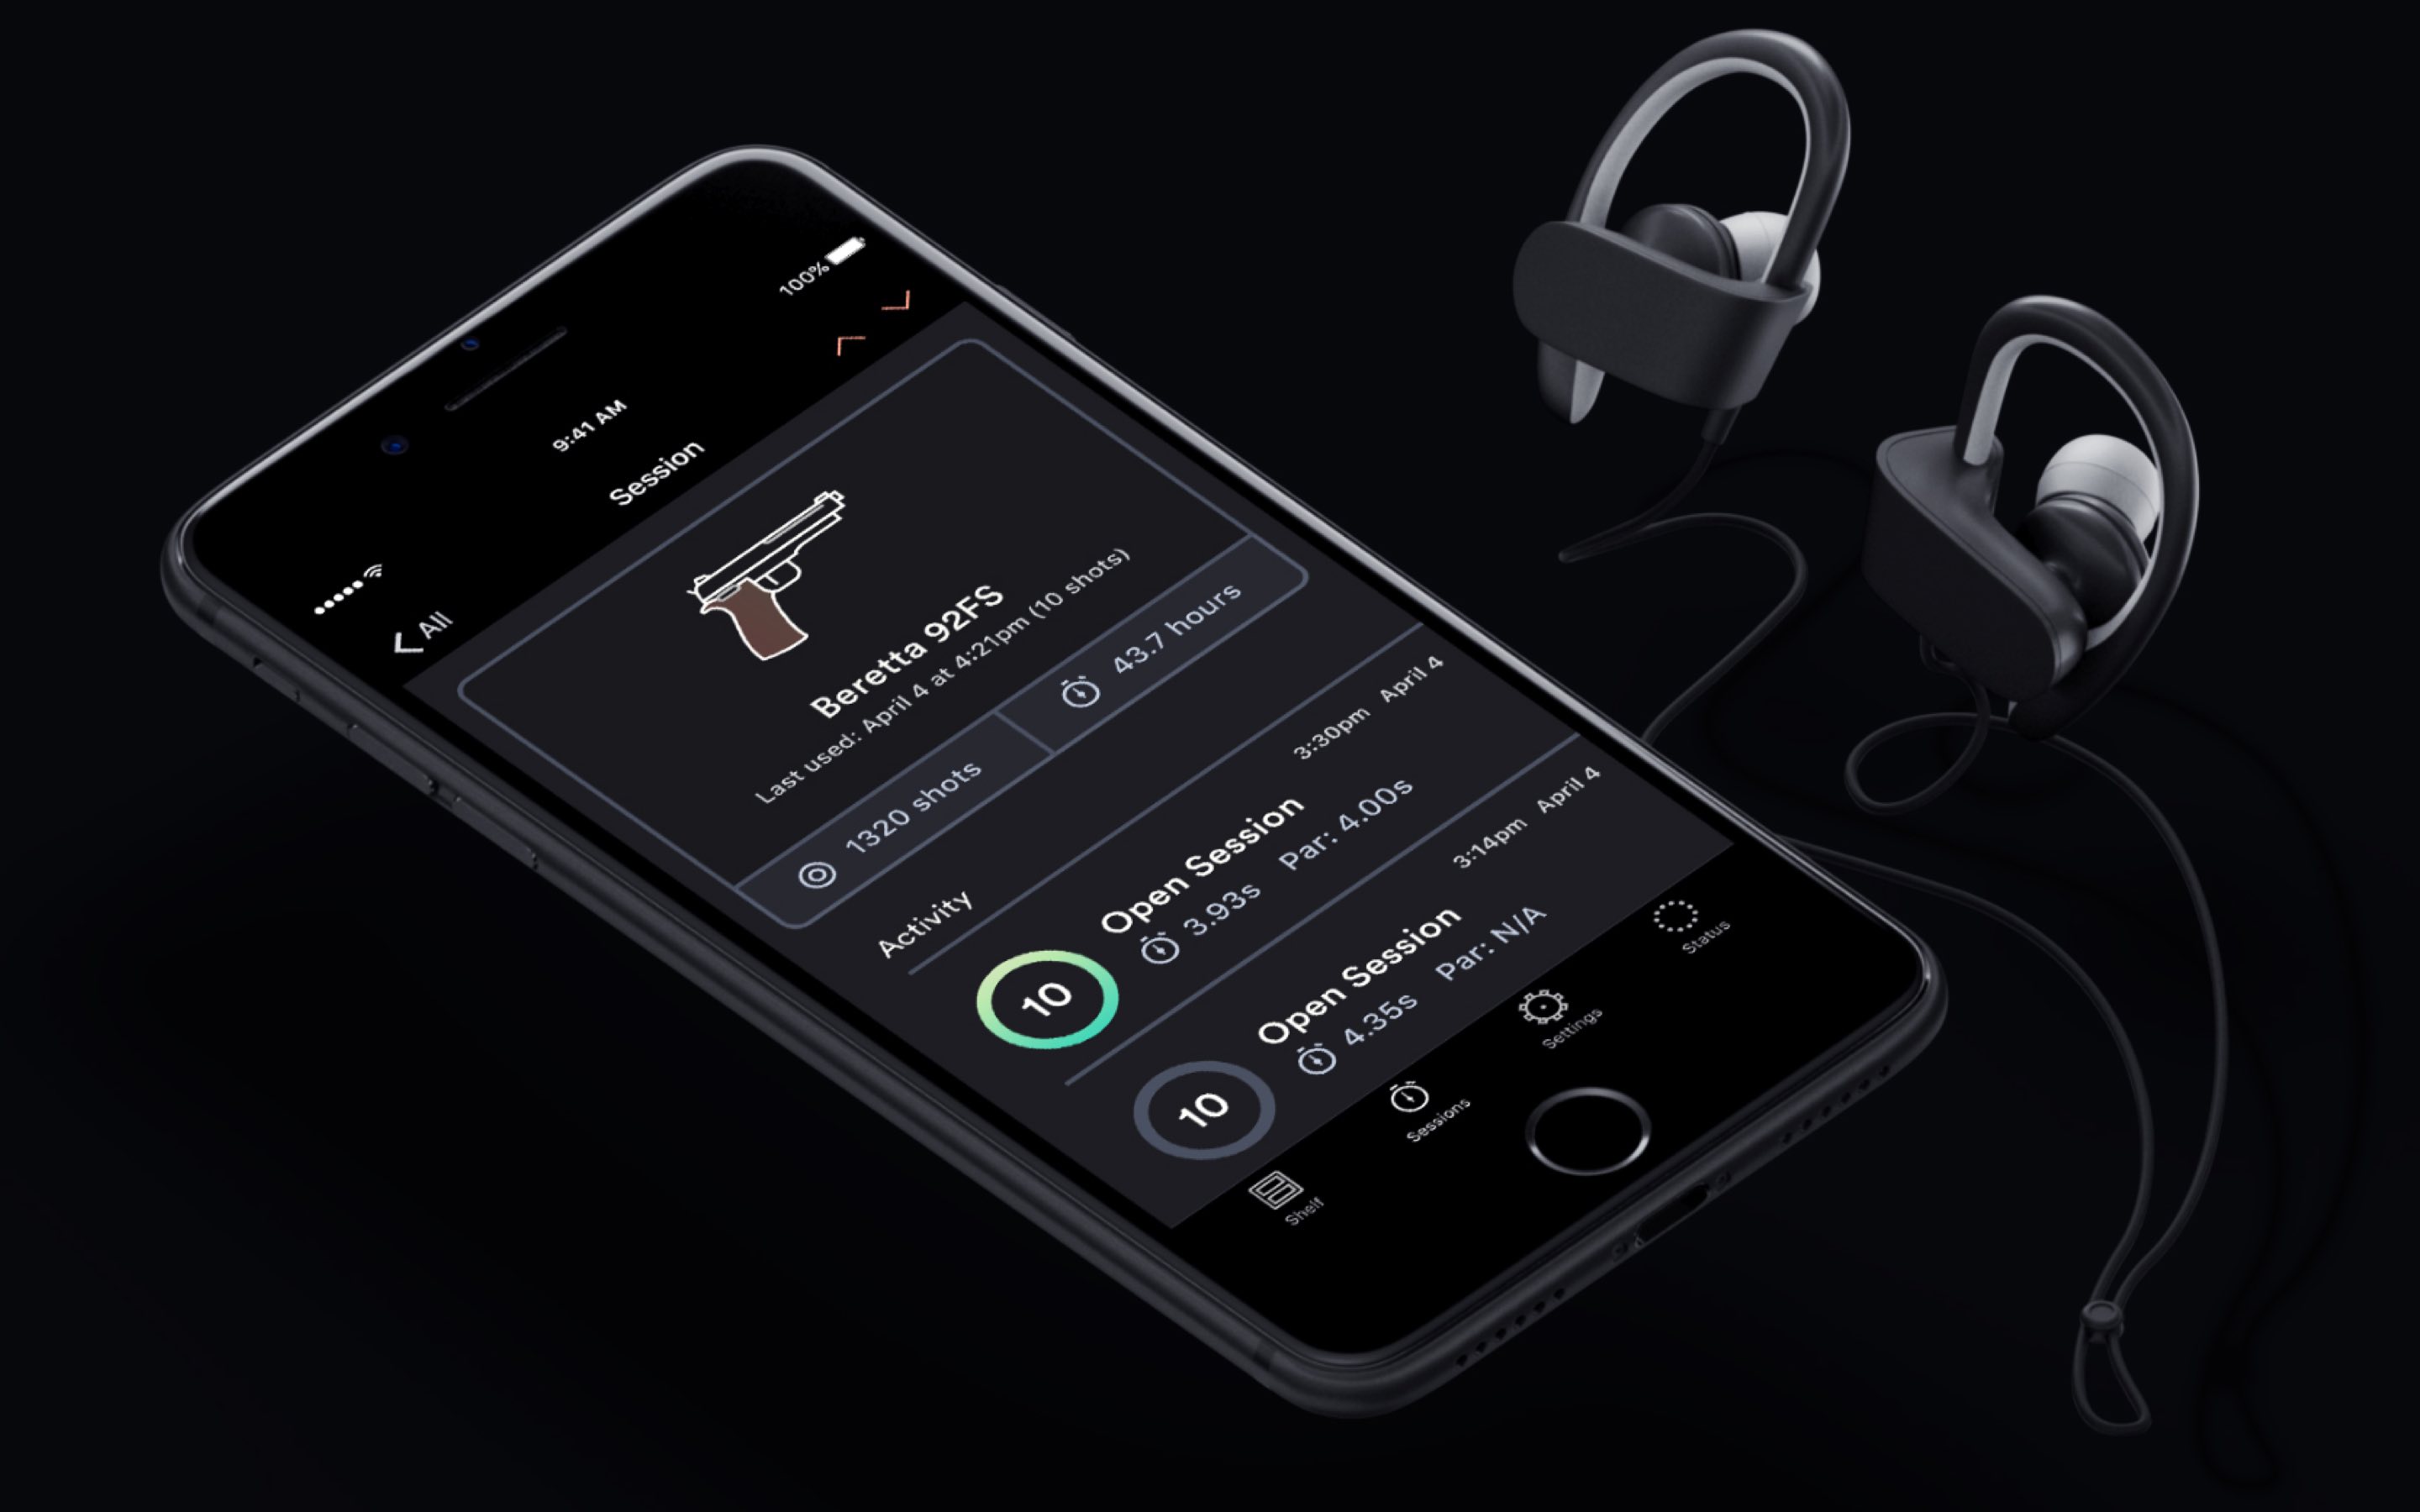 100%
9:41 AM
All
Session
Beretta 92FS
Last used: April 4 at 4:21pm (10 shots)
1320 shots
43.7 hours
Activity
10
Open Session
3:30pm April 4
3.93s Par: 4.00s
10
Open Session
3:14pm April 4
4.35s Par: N/A
Shelf
Sessions
Settings
Status